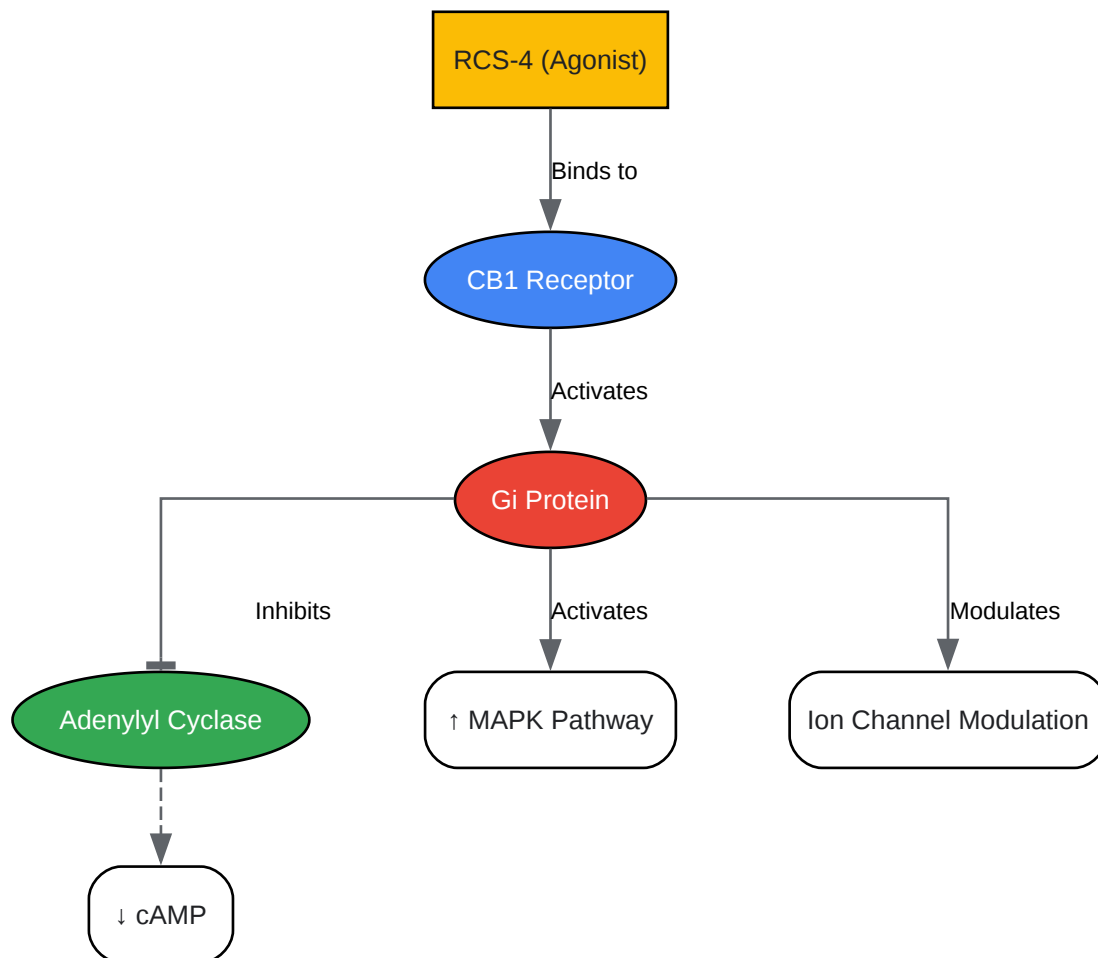 RCS-4 (Agonist)
Binds to
CB1 Receptor
Activates
Gi Protein
Inhibits
Activates
Modulates
Adenylyl Cyclase
↑ MAPK Pathway
Ion Channel Modulation
↓ cAMP